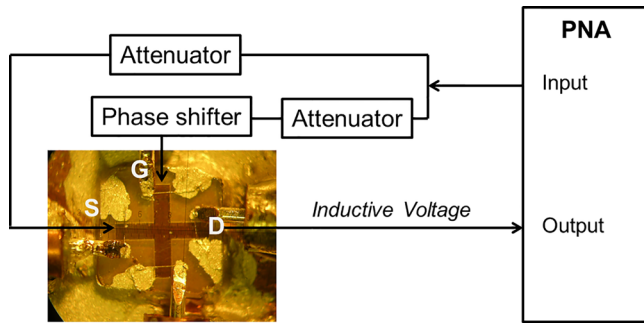 PNA
Attenuator
Input
Phase shifter
Attenuator
G
S
D
Inductive Voltage
Output